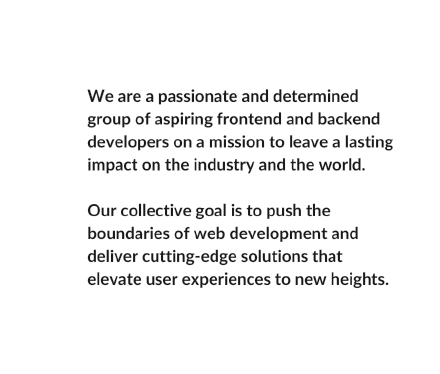 We are a passionate and determined
group of aspiring frontend and backend
developers on a mission to leave a lasting
impact on the industry and the world.
Our collective goal is to push the
boundaries of web development and
deliver cutting-edge solutions that
elevate user experiences to new heights.